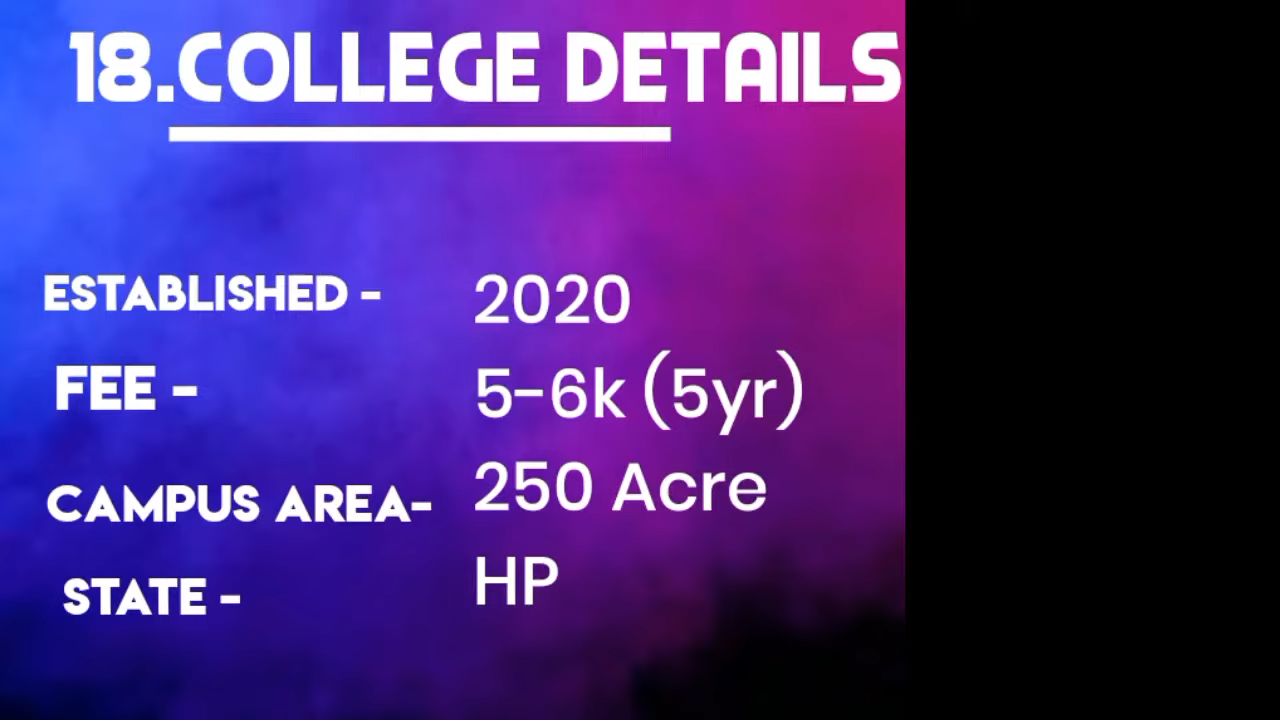 18.COLLEGE DETAILS
ESTABLISHED - 2020
FEE - 5-6k (5yr)
CAMPUS AREA- 250 Acre
STATE - HP